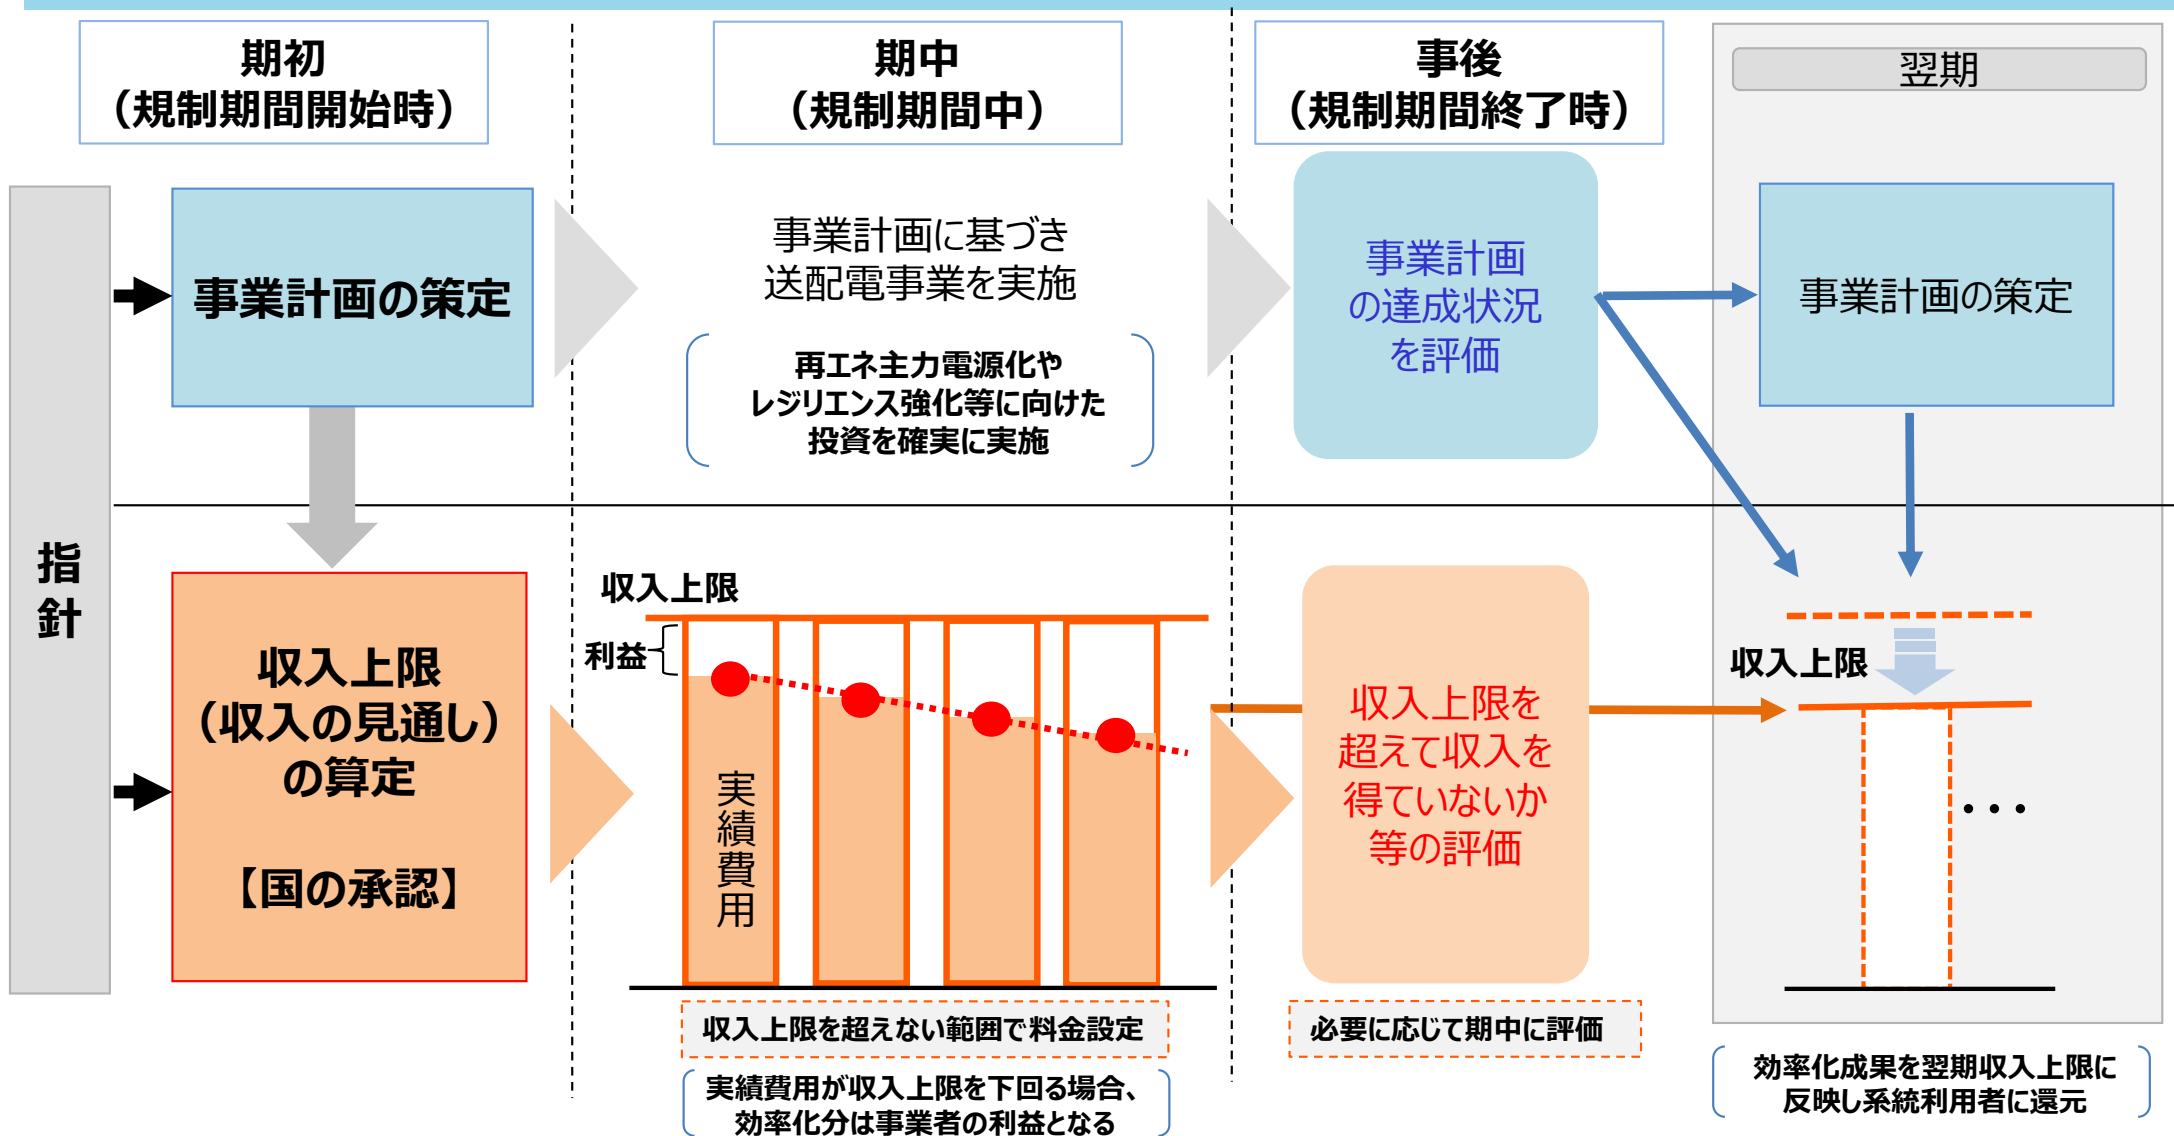 期初
（規制期間開始時）
期中
（規制期間中）
事後
（規制期間終了時）
翌期
指
針
事業計画の策定
事業計画に基づき
送配電事業を実施
再エネ主力電源化や
レジリエンス強化等に向けた
投資を確実に実施
事業計画
の達成状況
を評価
事業計画の策定
収入上限
（収入の見通し）
の算定
【国の承認】
収入上限
利益
実績費用
収入上限を超えない範囲で料金設定
実績費用が収入上限を下回る場合、
効率化分は事業者の利益となる
収入上限を
超えて収入を
得ていないか
等の評価
必要に応じて期中に評価
収入上限
・・・
効率化成果を翌期収入上限に
反映し系統利用者に還元